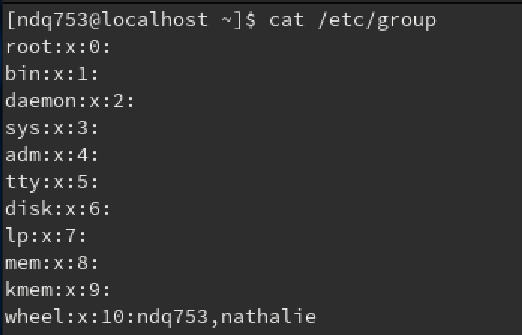 [ndq753@localhost ~]$ cat /etc/group
root:x:0:
bin:x:1:
daemon:x:2:
sys:x:3:
adm:x:4:
tty:x:5:
disk:x:6:
lp:x:7:
mem:x:8:
kmem:x:9:
wheel:x:10:ndq753,nathalie